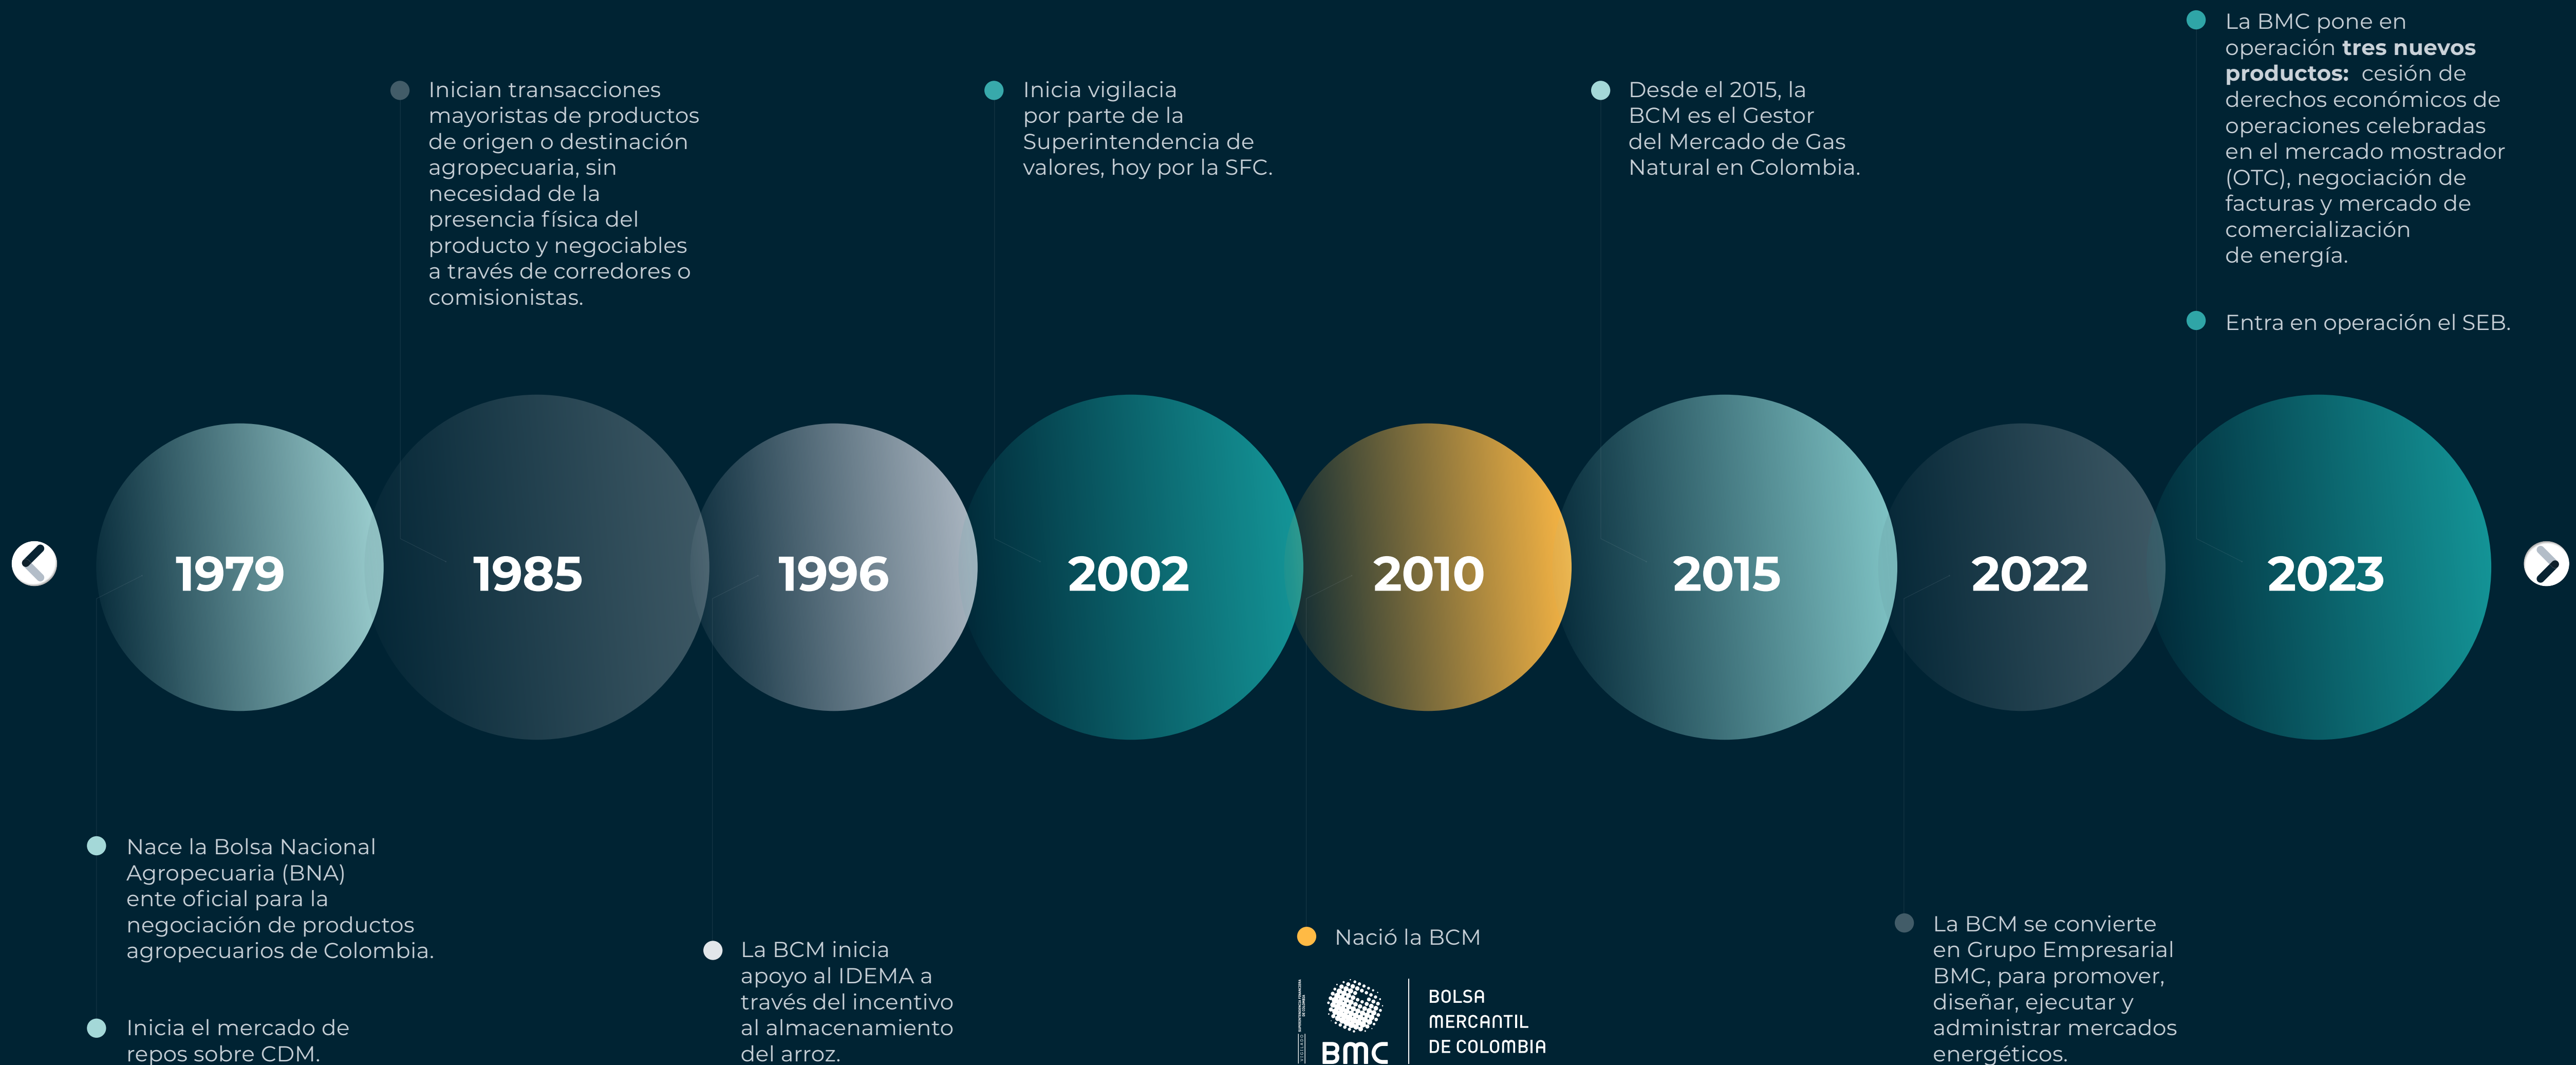 La BMC pone en
operación tres nuevos
productos: cesión de
derechos económicos de
operaciones celebradas
en el mercado mostrador
(OTC), negociación de
facturas y mercado de
comercialización
de energía.
Entra en operación el SEB.
Inician transacciones
mayoristas de productos
de origen o destinación
agropecuaria, sin
necesidad de la
presencia física del
producto y negociables
a través de corredores o
comisionistas.
Inicia vigilacia
por parte de la
Superintendencia de
valores, hoy por la SFC.
Desde el 2015, la
BCM es el Gestor
del Mercado de Gas
Natural en Colombia.
1979
1985
1996
2002
2010
2015
2022
2023
Nace la Bolsa Nacional
Agropecuaria (BNA)
ente oficial para la
negociación de productos
agropecuarios de Colombia.
Inicia el mercado de
repos sobre CDM.
La BCM inicia
apoyo al IDEMA a
través del incentivo
al almacenamiento
del arroz.
Nació la BCM
VIGILADO
SUPERINTENDENCIA FINANCIERA
DE COLOMBIA
BMC
BOLSA
MERCANTIL
DE COLOMBIA
La BCM se convierte
en Grupo Empresarial
BMC, para promover,
diseñar, ejecutar y
administrar mercados
energéticos.